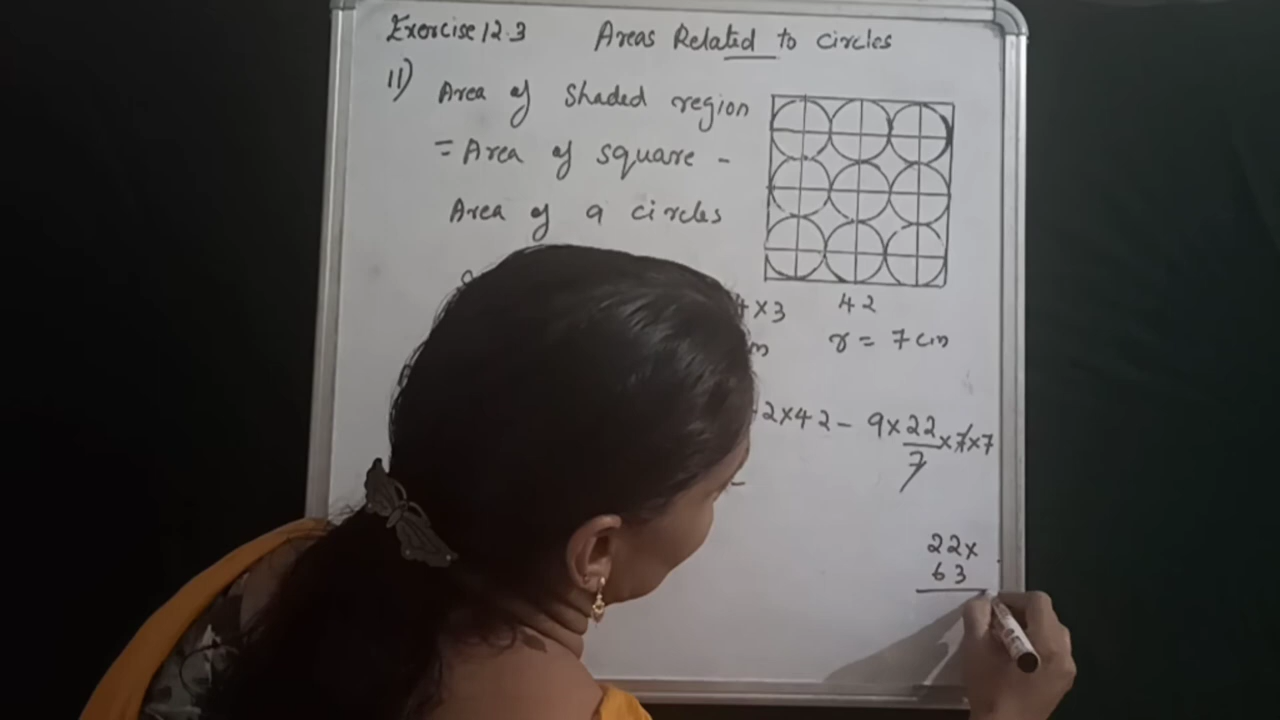 Exercise 12.3 Areas Related to circles
11) Area of shaded region
= Area of square -
Area of 9 circles
4×3 42
m r = 7 cm
2×42 - 9×22/7×7×7
-
22×
63